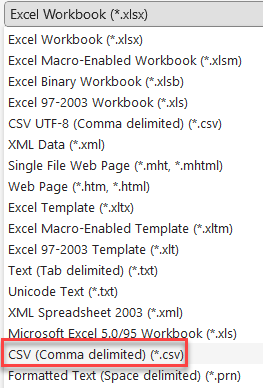 Excel Workbook (*.xlsx)
Excel Workbook (*.xlsx)
Excel Macro-Enabled Workbook (*.xlsm)
Excel Binary Workbook (*.xlsb)
Excel 97-2003 Workbook (*.xls)
CSV UTF-8 (Comma delimited) (*.csv)
XML Data (*.xml)
Single File Web Page (*.mht, *.mhtml)
Web Page (*.htm, *.html)
Excel Template (*.xltx)
Excel Macro-Enabled Template (*.xltm)
Excel 97-2003 Template (*.xlt)
Text (Tab delimited) (*.txt)
Unicode Text (*.txt)
XML Spreadsheet 2003 (*.xml)
Microsoft Excel 5.0/95 Workbook (*.xls)
CSV (Comma delimited) (*.csv)
Formatted Text (Space delimited) (*.prn)